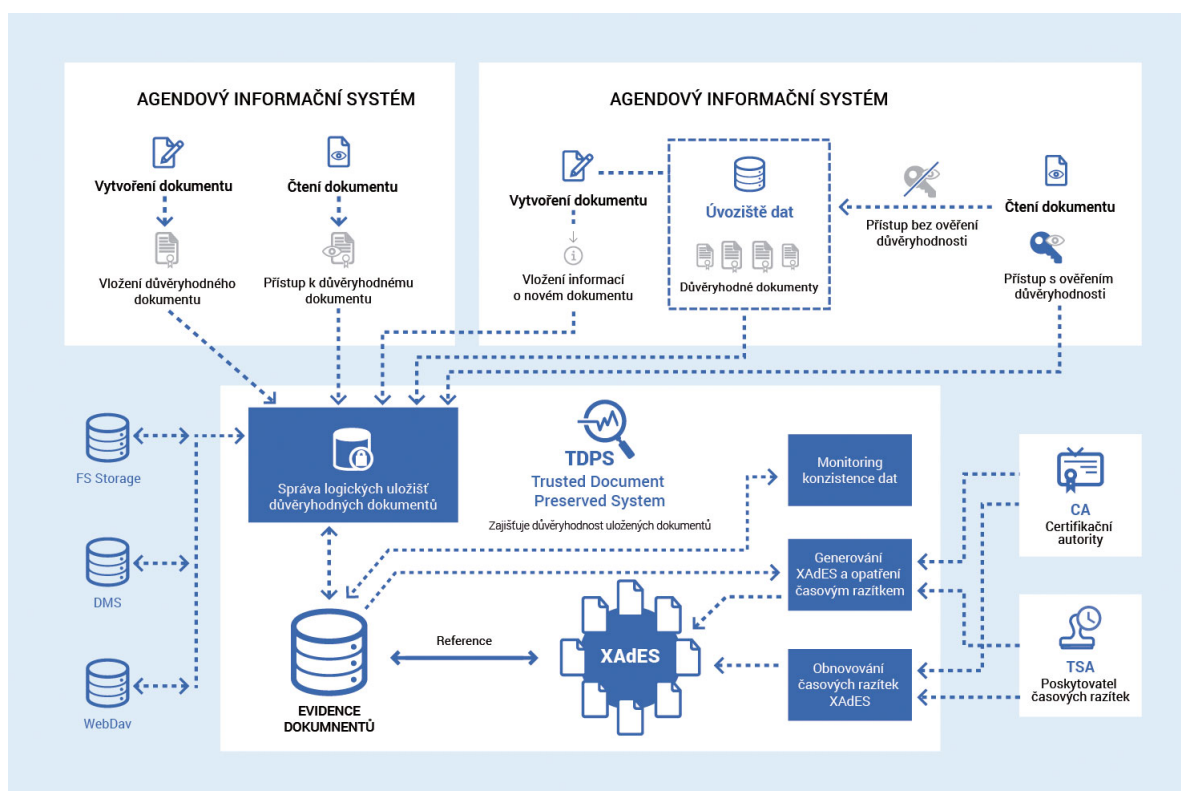 AGENDOVÝ INFORMAČNÍ SYSTÉM
Vytvoření dokumentu
Čtení dokumentu
Vložení důvěryhodného
dokumentu
Přístup k důvěryhodnému
dokumentu
AGENDOVÝ INFORMAČNÍ SYSTÉM
Vytvoření dokumentu
Vložení informací
o novém dokumentu
Úvoziště dat
Důvěryhodné dokumenty
Přístup bez ověření
důvěryhodnosti
Čtení dokumentu
Přístup s ověřením
důvěryhodnosti
FS Storage
DMS
WebDav
Správa logických uložišť
důvěryhodných dokumentů
TDPS
Trusted Document
Preserved System
Zajišťuje důvěryhodnost uložených dokumentů
Monitoring
konzistence dat
Generování
XAdES a opatření
časovým razítkem
Obnovování
časových razítek
XAdES
EVIDENCE
DOKUMNENTŮ
Reference
XAdES
CA
Certifikační
autority
TSA
Poskytovatel
časových razítek